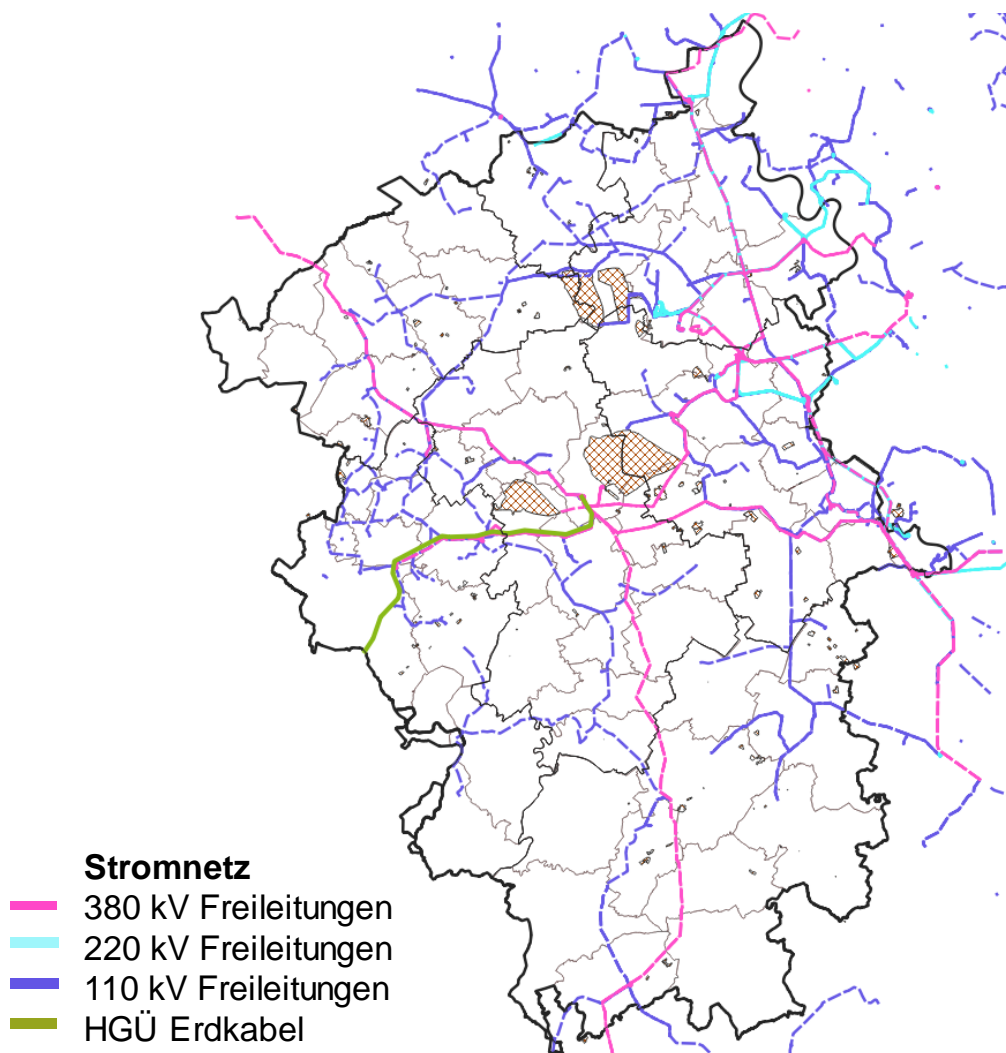 Stromnetz
380 kV Freileitungen
220 kV Freileitungen
110 kV Freileitungen
HGÜ Erdkabel